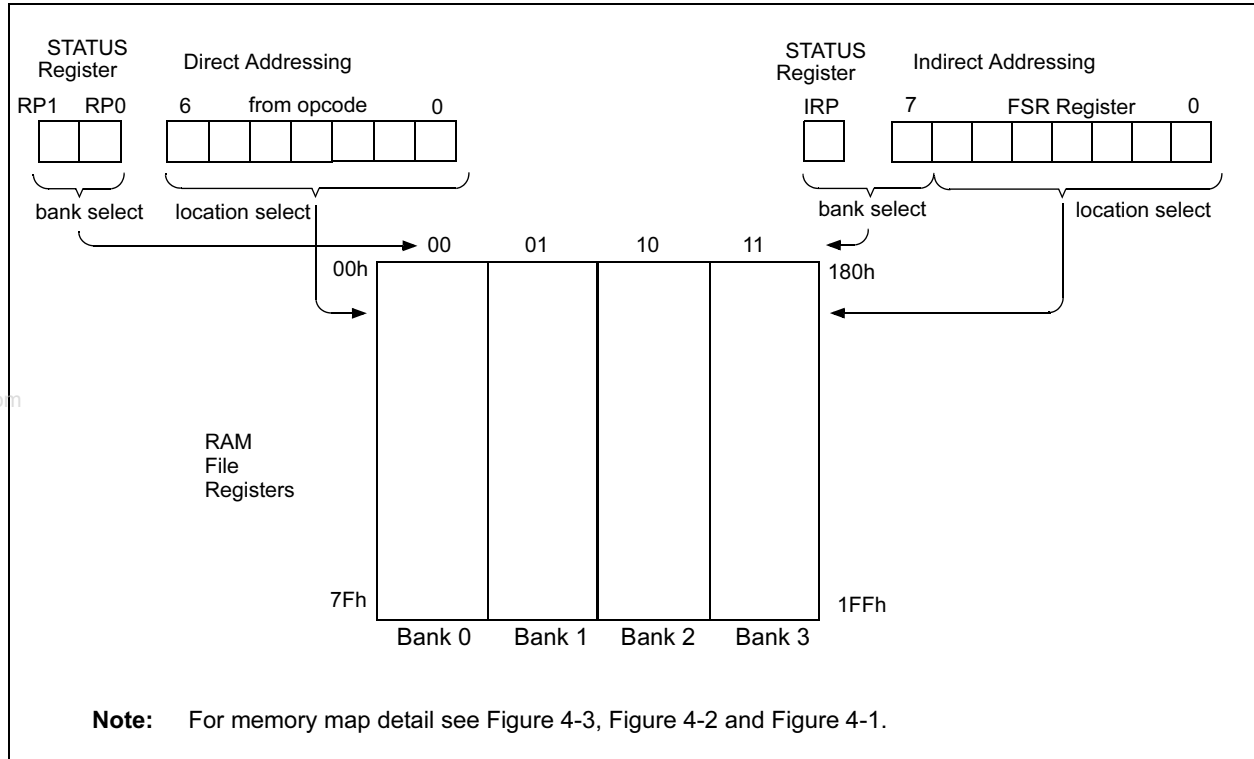 STATUS
Register
Direct Addressing
RP1 RP0
6 from opcode 0
bank select
location select
STATUS
Register
Indirect Addressing
IRP
7 FSR Register 0
bank select
location select
00 01 10 11
00h
180h
om
RAM
File
Registers
7Fh
1FFh
Bank 0 Bank 1 Bank 2 Bank 3
Note: For memory map detail see Figure 4-3, Figure 4-2 and Figure 4-1.